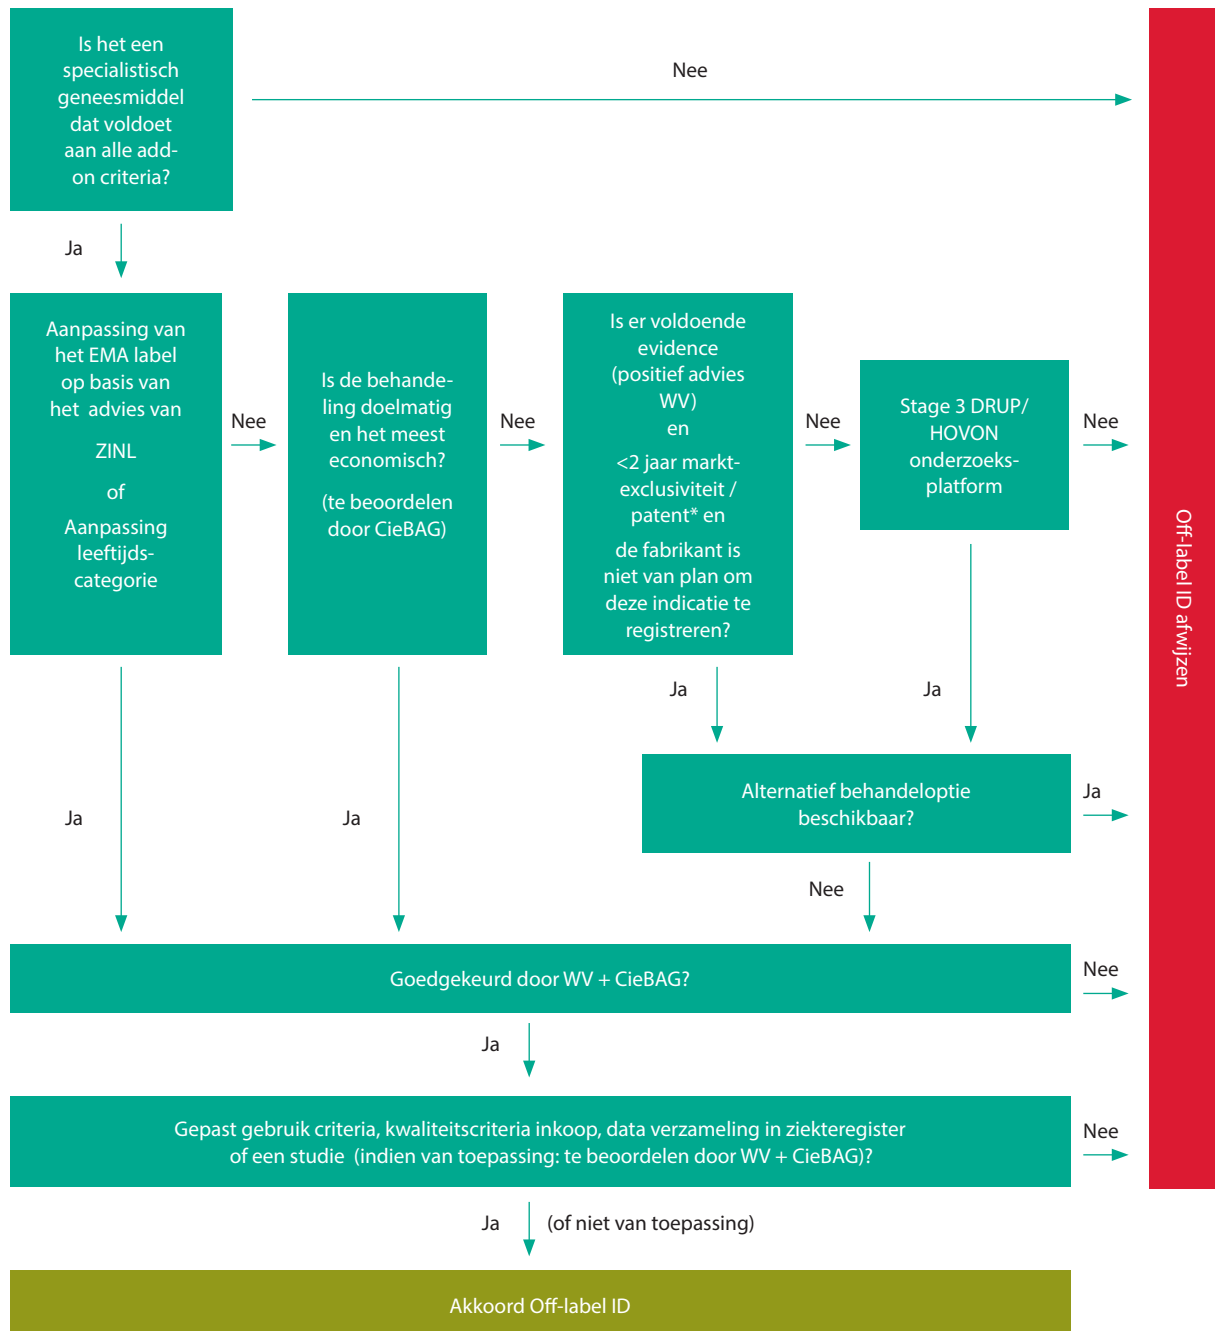 Is het een
specialistisch
geneesmiddel
dat voldoet
aan alle add-
on criteria?
Nee
Ja
Aanpassing van
het EMA label
op basis van
het advies van
ZINL
of
Aanpassing
leeftijds-
categorie
Nee
Is de behande-
ling doelmatig
en het meest
economisch?
(te beoordelen
door CieBAG)
Nee
Is er voldoende
evidence
(positief advies
WV)
en
<2 jaar markt-
exclusiviteit /
patent* en
de fabrikant is
niet van plan om
deze indicatie te
registreren?
Nee
Stage 3 DRUP/
HOVON
onderzoeks-
platform
Nee
Off-label ID afwijzen
Ja
Ja
Alternatief behandeloptie
beschikbaar?
Ja
Ja
Ja
Nee
Goedgekeurd door WV + CieBAG?
Nee
Ja
Gepast gebruik criteria, kwaliteitscriteria inkoop, data verzameling in ziekteregister
of een studie (indien van toepassing: te beoordelen door WV + CieBAG)?
Nee
Ja (of niet van toepassing)
Akkoord Off-label ID